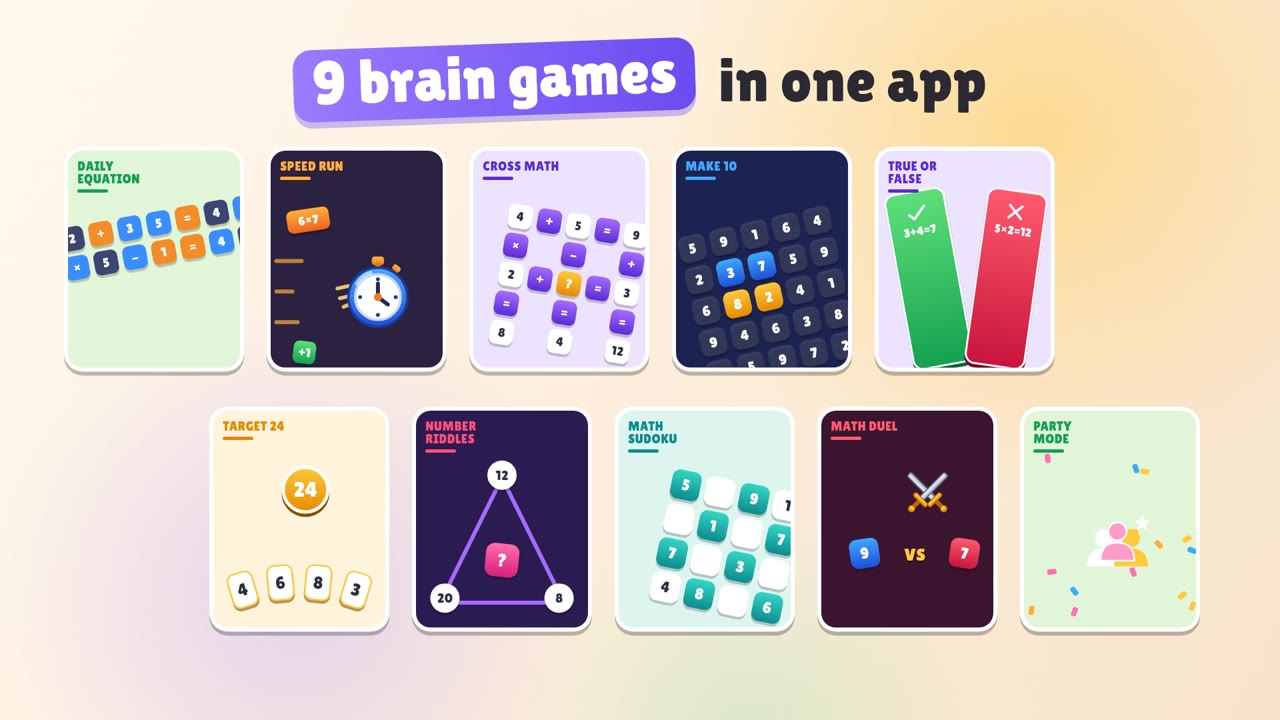 9 brain games in one app
DAILY
EQUATION
2 + 3 5 = 4
× 5 − 1 = 4
SPEED RUN
6×7
+1
CROSS MATH
4 + 5 = 9
× − +
2 + ? = 3
= = =
8 4 12
MAKE 10
5 9 1 6 4
2 3 7 5 9
6 8 2 4 1
9 4 6 3 8
5 9 7 2
TRUE OR
FALSE
3+4=7
5×2=12
TARGET 24
24
4 6 8 3
NUMBER
RIDDLES
12
?
20 8
MATH
SUDOKU
5 9 1
1 7
7 3
4 8 6
MATH DUEL
9 VS 7
PARTY
MODE